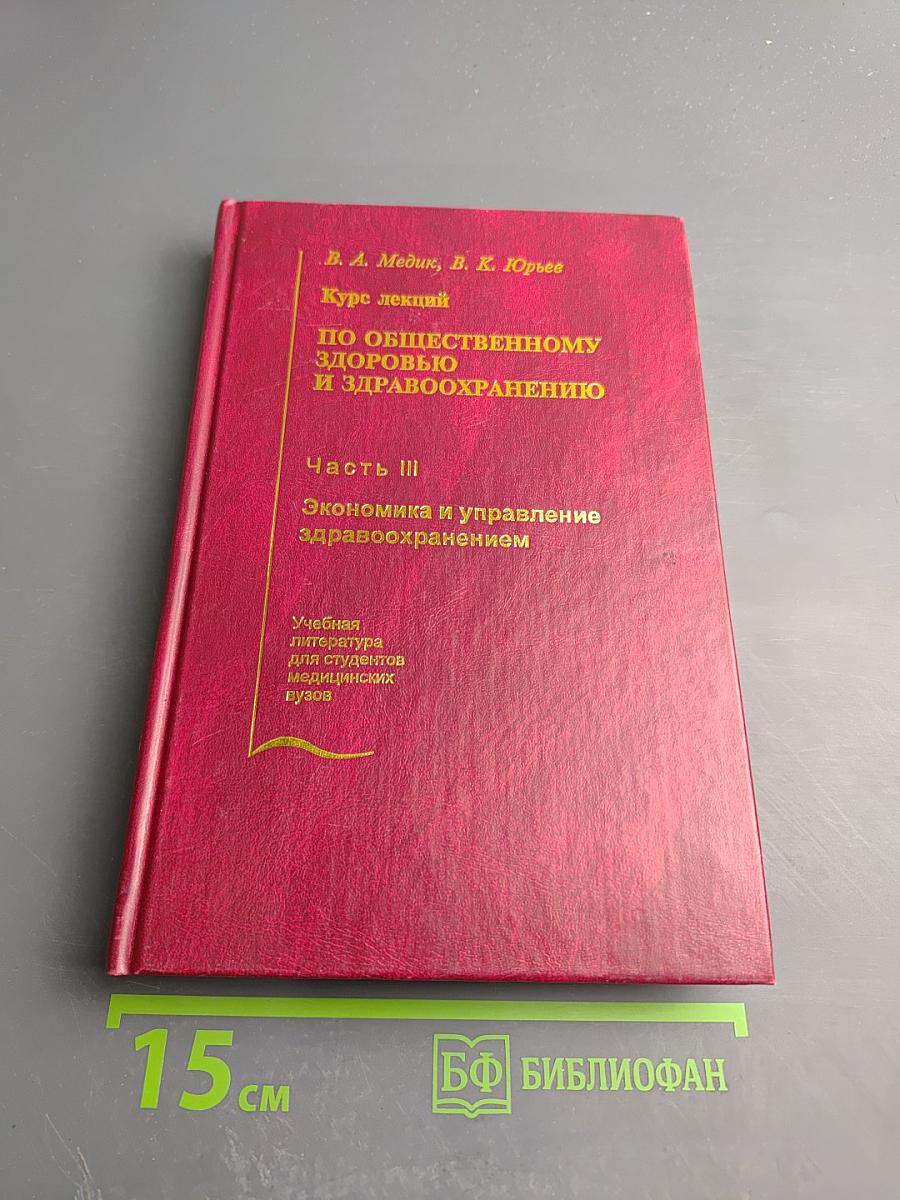 В. А. Медик, В. К. Юрьев
Курс лекций
ПО ОБЩЕСТВЕННОМУ
ЗДОРОВЬЮ
И ЗДРАВООХРАНЕНИЮ
Часть III
Экономика и управление
здравоохранением
Учебная
литература
для студентов
медицинских
вузов
15 см
БФ БИБЛИОФАН